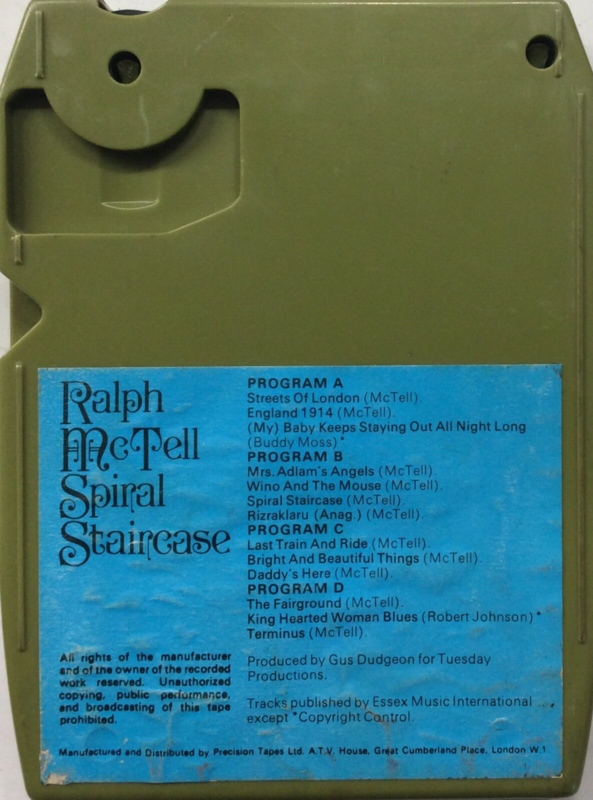 Ralph
McTell
Spiral
Staircase
PROGRAM A
Streets Of London (McTell)
England 1914 (McTell).
(My) Baby Keeps Staying Out All Night Long
(Buddy Moss)*
PROGRAM B
Mrs. Adlam's Angels (McTell).
Wino And The Mouse (McTell).
Spiral Staircase (McTell).
Rizraklaru (Anag.) (McTell).
PROGRAM C
Last Train And Ride (McTell).
Bright And Beautiful Things (McTell).
Daddy's Here (McTell).
PROGRAM D
The Fairground (McTell).
King Hearted Woman Blues (Robert Johnson)*
Terminus (McTell).
All rights of the manufacturer
and of the owner of the recorded
work reserved. Unauthorized
copying, public performance,
and broadcasting of this tape
prohibited.
Produced by Gus Dudgeon for Tuesday
Productions.
Tracks published by Essex Music International
except *Copyright Control.
Manufactured and Distributed by Precision Tapes Ltd. A.T.V. House, Great Cumberland Place, London W.1